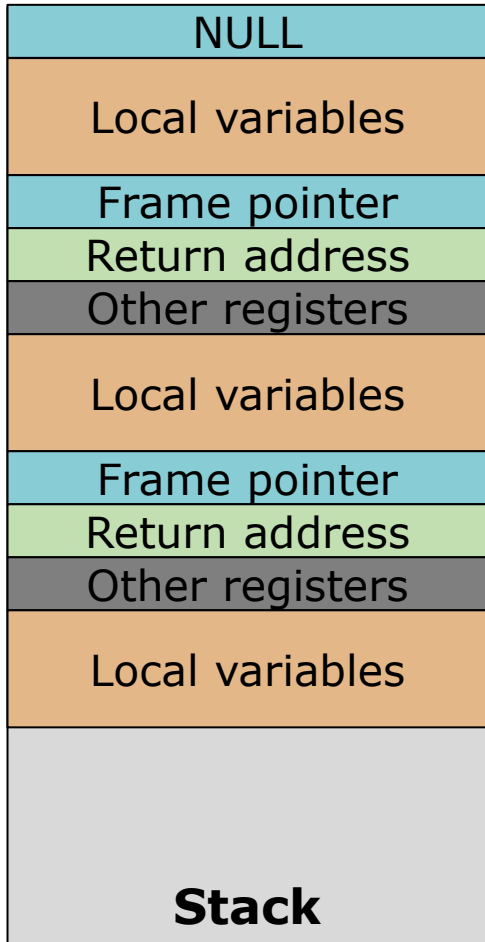 NULL
Local variables
Frame pointer
Return address
Other registers
Local variables
Frame pointer
Return address
Other registers
Local variables
Stack